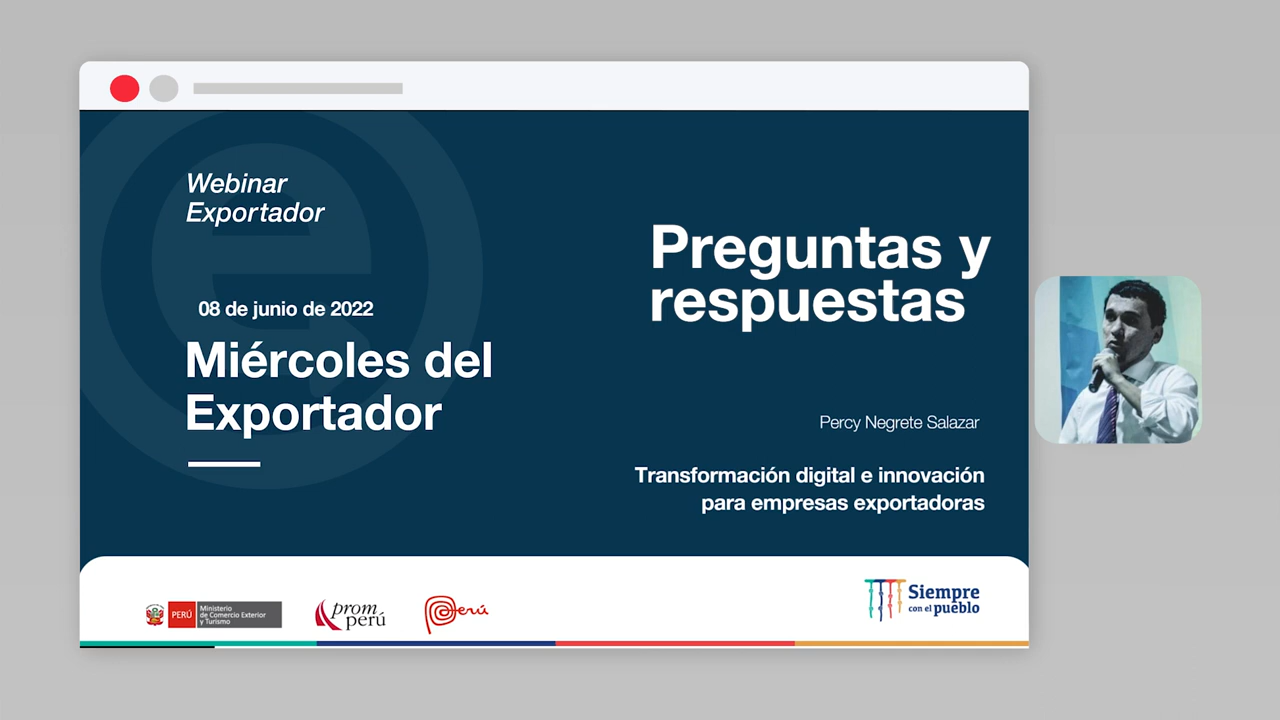 Webinar
Exportador
08 de junio de 2022
Miércoles del
Exportador
Preguntas y
respuestas
Percy Negrete Salazar
Transformación digital e innovación
para empresas exportadoras
PERÚ
Ministerio
de Comercio Exterior
y Turismo
prom
perú
Perú
Siempre
con el pueblo